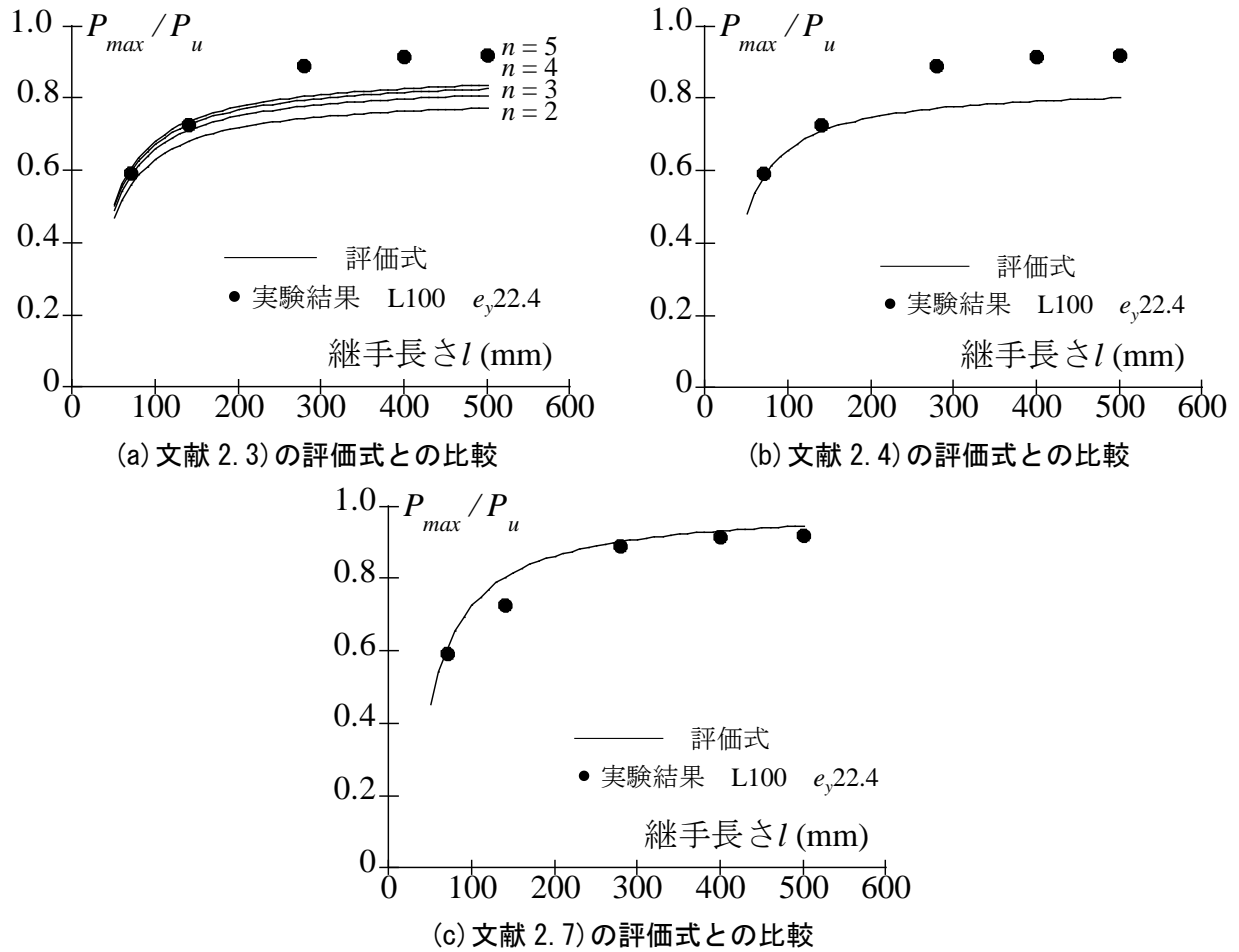 1.0
P_max / P_u
n = 5
n = 4
n = 3
n = 2
0.8
0.6
0.4
0.2
0
評価式
実験結果 L100 e_y22.4
継手長さl (mm)
0 100 200 300 400 500 600
(a)文献 2.3)の評価式との比較
1.0
P_max / P_u
0.8
0.6
0.4
0.2
0
評価式
実験結果 L100 e_y22.4
継手長さl (mm)
0 100 200 300 400 500 600
(b)文献 2.4)の評価式との比較
1.0
P_max / P_u
0.8
0.6
0.4
0.2
0
評価式
実験結果 L100 e_y22.4
継手長さl (mm)
0 100 200 300 400 500 600
(c)文献 2.7)の評価式との比較